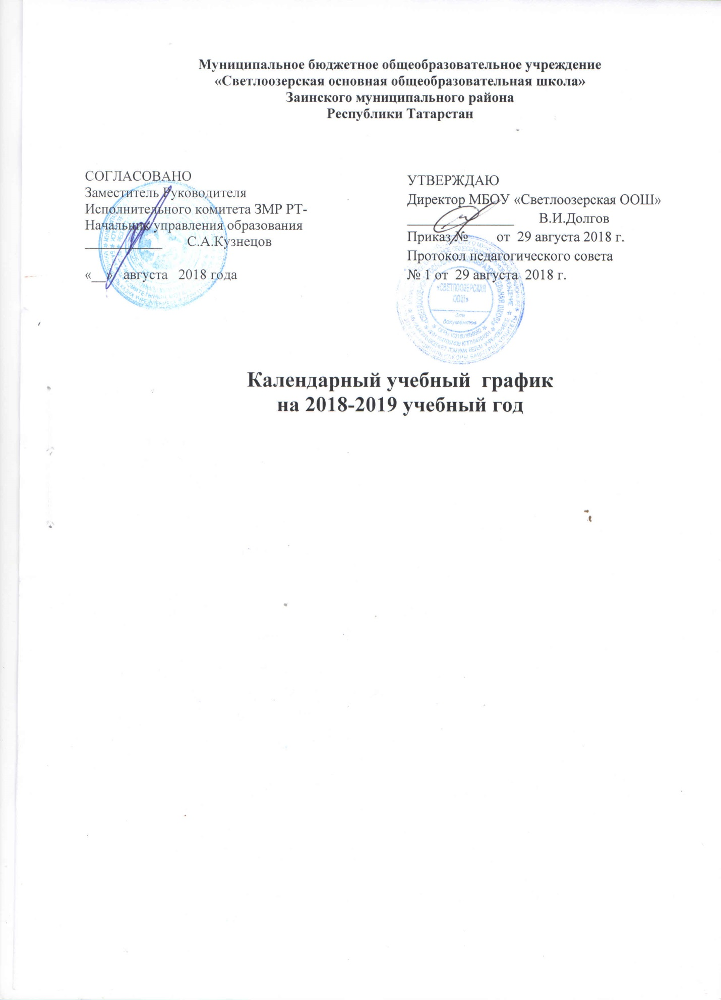 Муниципальное бюджетное общеобразовательное учреждение
«Светлоозерская основная общеобразовательная школа»
Заинского муниципального района
Республики Татарстан
СОГЛАСОВАНО
Заместитель Руководителя
Исполнительного комитета ЗМР РТ-
Начальник управления образования
___________ С.А.Кузнецов
«__» августа 2018 года
УТВЕРЖДАЮ
Директор МБОУ «Светлоозерская ООШ»
_______________ В.И.Долгов
Приказ № от 29 августа 2018 г.
Протокол педагогического совета
№ 1 от 29 августа 2018 г.
«СВЕТЛООЗЕРСКАЯ
ООШ»
Для
документов
Календарный учебный график
на 2018-2019 учебный год